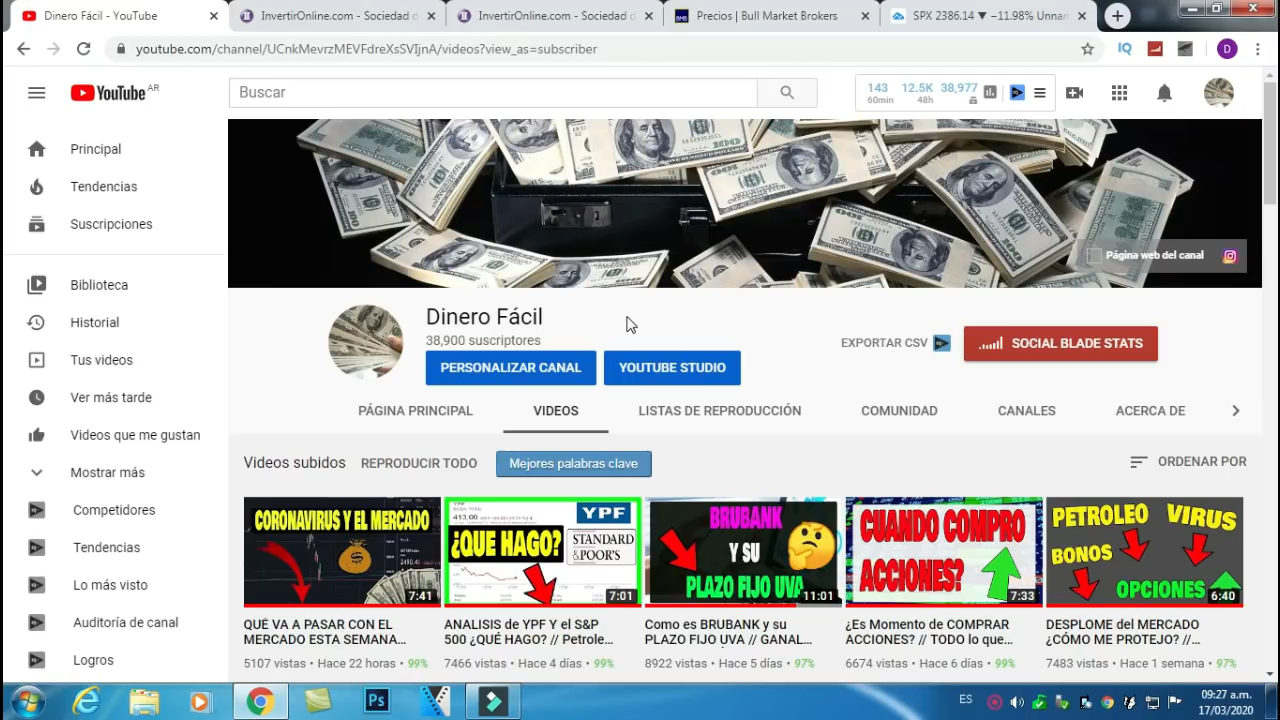 Dinero Fácil - YouTube
InvertirOnline.com - Sociedad d
InvertirOnline.com - Sociedad d
Precios | Bull Market Brokers
SPX 2386.14 ▼ −11.98% Unnam
youtube.com/channel/UCnkMevrzMEVFdreXsSVIjnA/videos?view_as=subscriber
IQ
D
YouTube AR
Buscar
143 12.5K 38,977
60min 48h
Principal
Tendencias
Suscripciones
Biblioteca
Historial
Tus videos
Ver más tarde
Videos que me gustan
Mostrar más
Competidores
Tendencias
Lo más visto
Auditoría de canal
Logros
Página web del canal
Dinero Fácil
38,900 suscriptores
EXPORTAR CSV
SOCIAL BLADE STATS
PERSONALIZAR CANAL
YOUTUBE STUDIO
PÁGINA PRINCIPAL
VIDEOS
LISTAS DE REPRODUCCIÓN
COMUNIDAD
CANALES
ACERCA DE
Videos subidos
REPRODUCIR TODO
Mejores palabras clave
ORDENAR POR
CORONAVIRUS Y EL MERCADO
7:41
QUÉ VA A PASAR CON EL
MERCADO ESTA SEMANA...
5107 vistas • Hace 22 horas • 99%
413.00
YPF
¿QUE HAGO?
STANDARD
&POOR'S
7:01
ANALISIS de YPF Y el S&P
500 ¿QUÉ HAGO? // Petrole...
7466 vistas • Hace 4 días • 99%
BRUBANK
Y SU
PLAZO FIJO UVA
11:01
Como es BRUBANK y su
PLAZO FIJO UVA // GANAL...
8922 vistas • Hace 5 días • 97%
CUANDO COMPRO
ACCIONES?
7:33
¿Es Momento de COMPRAR
ACCIONES? // TODO lo que...
6674 vistas • Hace 6 días • 99%
PETROLEO VIRUS
BONOS
OPCIONES
6:40
DESPLOME del MERCADO
¿CÓMO ME PROTEJO? //...
7483 vistas • Hace 1 semana • 97%
Ps
ES
09:27 a.m.
17/03/2020